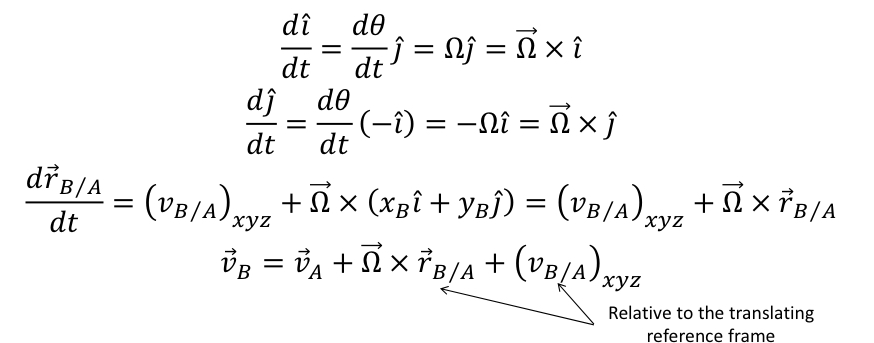 dî/dt = dθ/dt ĵ = Ωĵ = Ω⃗ × î
dĵ/dt = dθ/dt (−î) = −Ωî = Ω⃗ × ĵ
dr⃗_B/A/dt = (v_B/A)_xyz + Ω⃗ × (x_B î + y_B ĵ) = (v_B/A)_xyz + Ω⃗ × r⃗_B/A
v⃗_B = v⃗_A + Ω⃗ × r⃗_B/A + (v_B/A)_xyz
Relative to the translating
reference frame